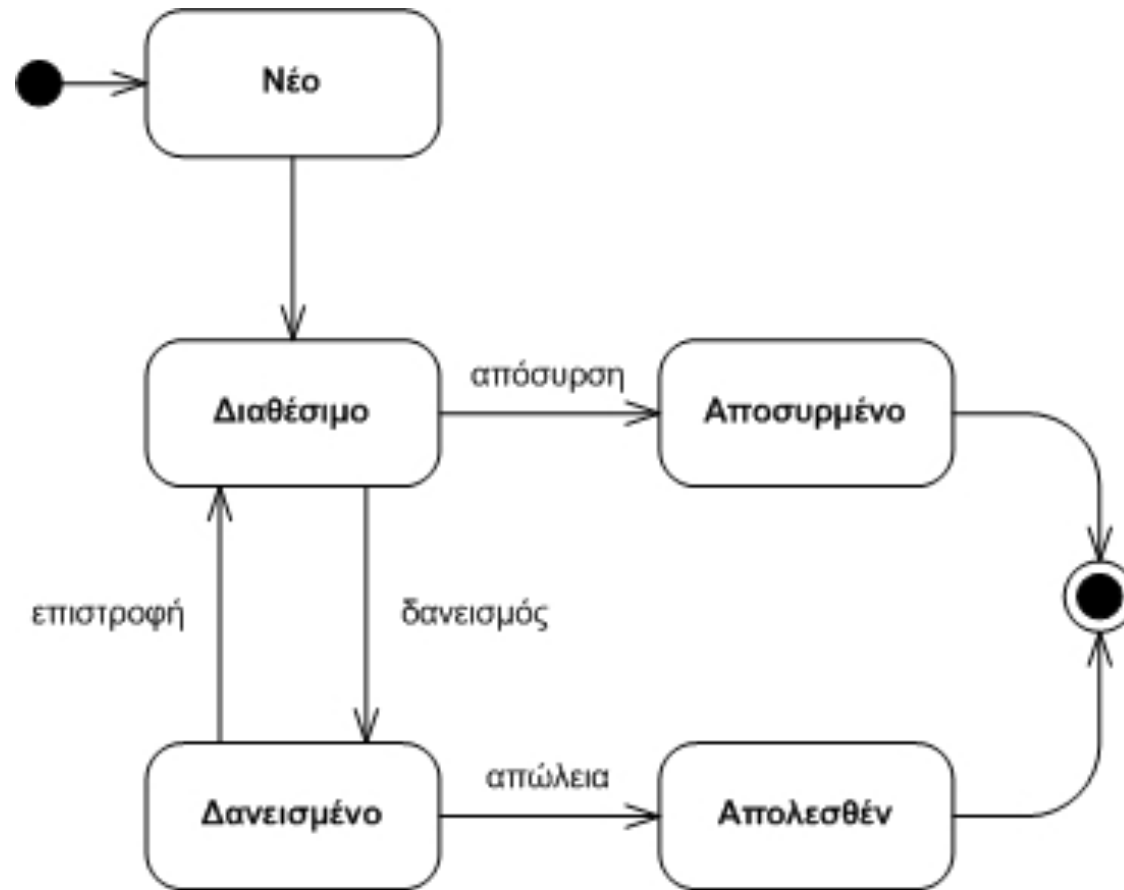 Νέο
Διαθέσιμο
απόσυρση
Αποσυρμένο
επιστροφή
δανεισμός
Δανεισμένο
απώλεια
Απολεσθέν